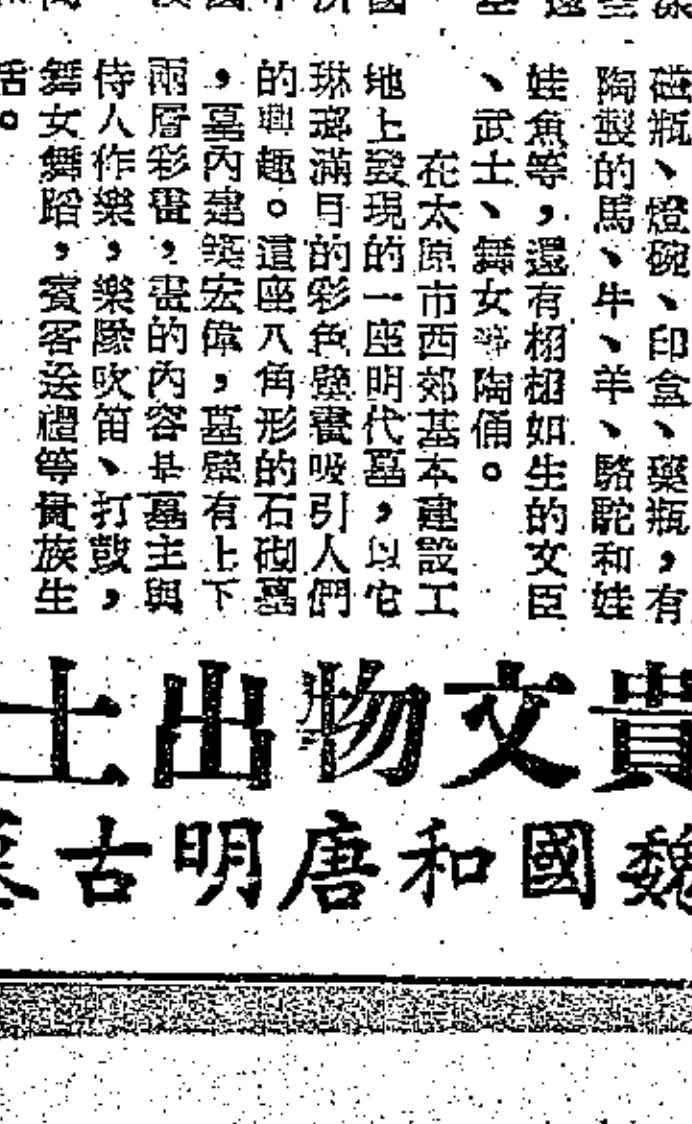 磁瓶、燈碗、印盒、藥瓶，有
陶製的馬、牛、羊、駱駝和娃
娃魚等，還有栩栩如生的女臣
、武士、舞女等陶俑。
在太原市西郊基本建設工
地上發現的一座明代墓，以它
琳瑯滿目的彩色壁畫吸引人們
的興趣。這座八角形的石砌墓
，墓內建築宏偉，墓壁有上下
兩層彩畫，畫的內容是墓主與
侍人作樂，樂隊吹笛、打鼓，
舞女舞蹈，賓客送禮等貴族生
活。
貴文物出土
魏國和唐明古墓